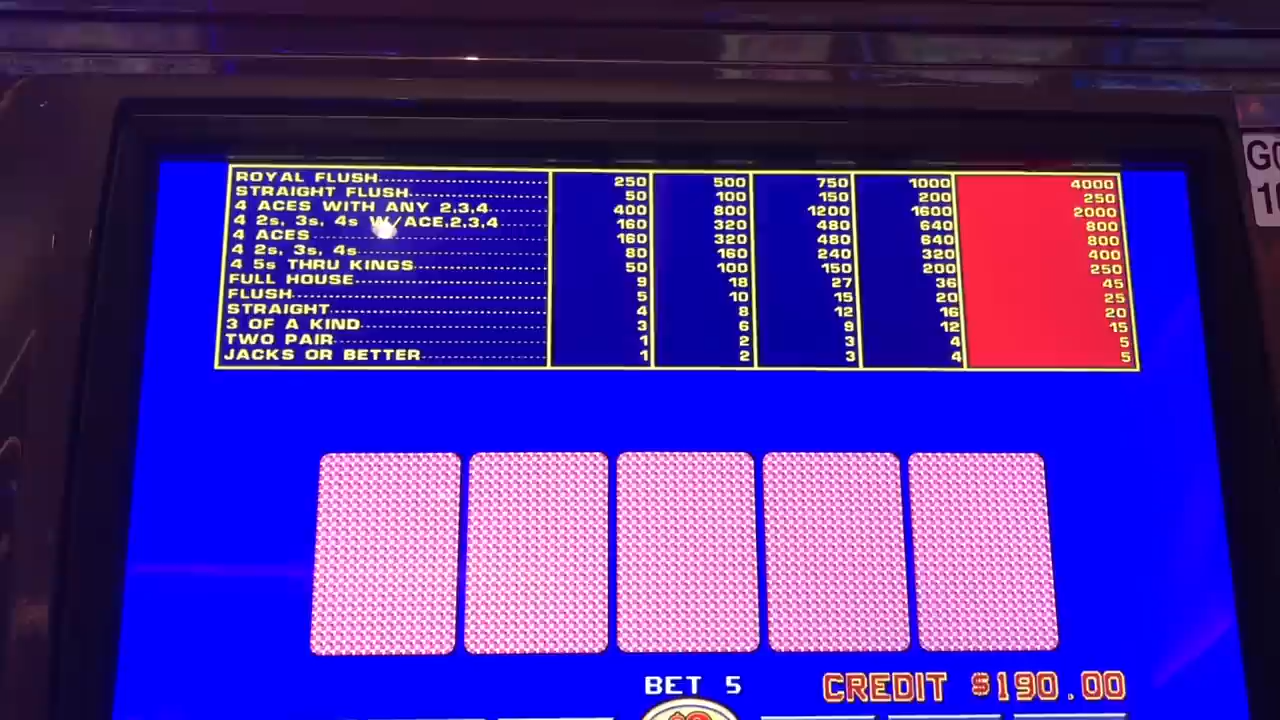 ROYAL FLUSH 250 500 750 1000 4000
STRAIGHT FLUSH 50 100 150 200 250
4 ACES WITH ANY 2,3,4 400 800 1200 1600 2000
4 2s, 3s, 4s W/ACE,2,3,4 160 320 480 640 800
4 ACES 160 320 480 640 800
4 2s, 3s, 4s 80 160 240 320 400
4 5s THRU KINGS 50 100 150 200 250
FULL HOUSE 9 18 27 36 45
FLUSH 5 10 15 20 25
STRAIGHT 4 8 12 16 20
3 OF A KIND 3 6 9 12 15
TWO PAIR 1 2 3 4 5
JACKS OR BETTER 1 2 3 4 5
BET 5 CREDIT $190.00